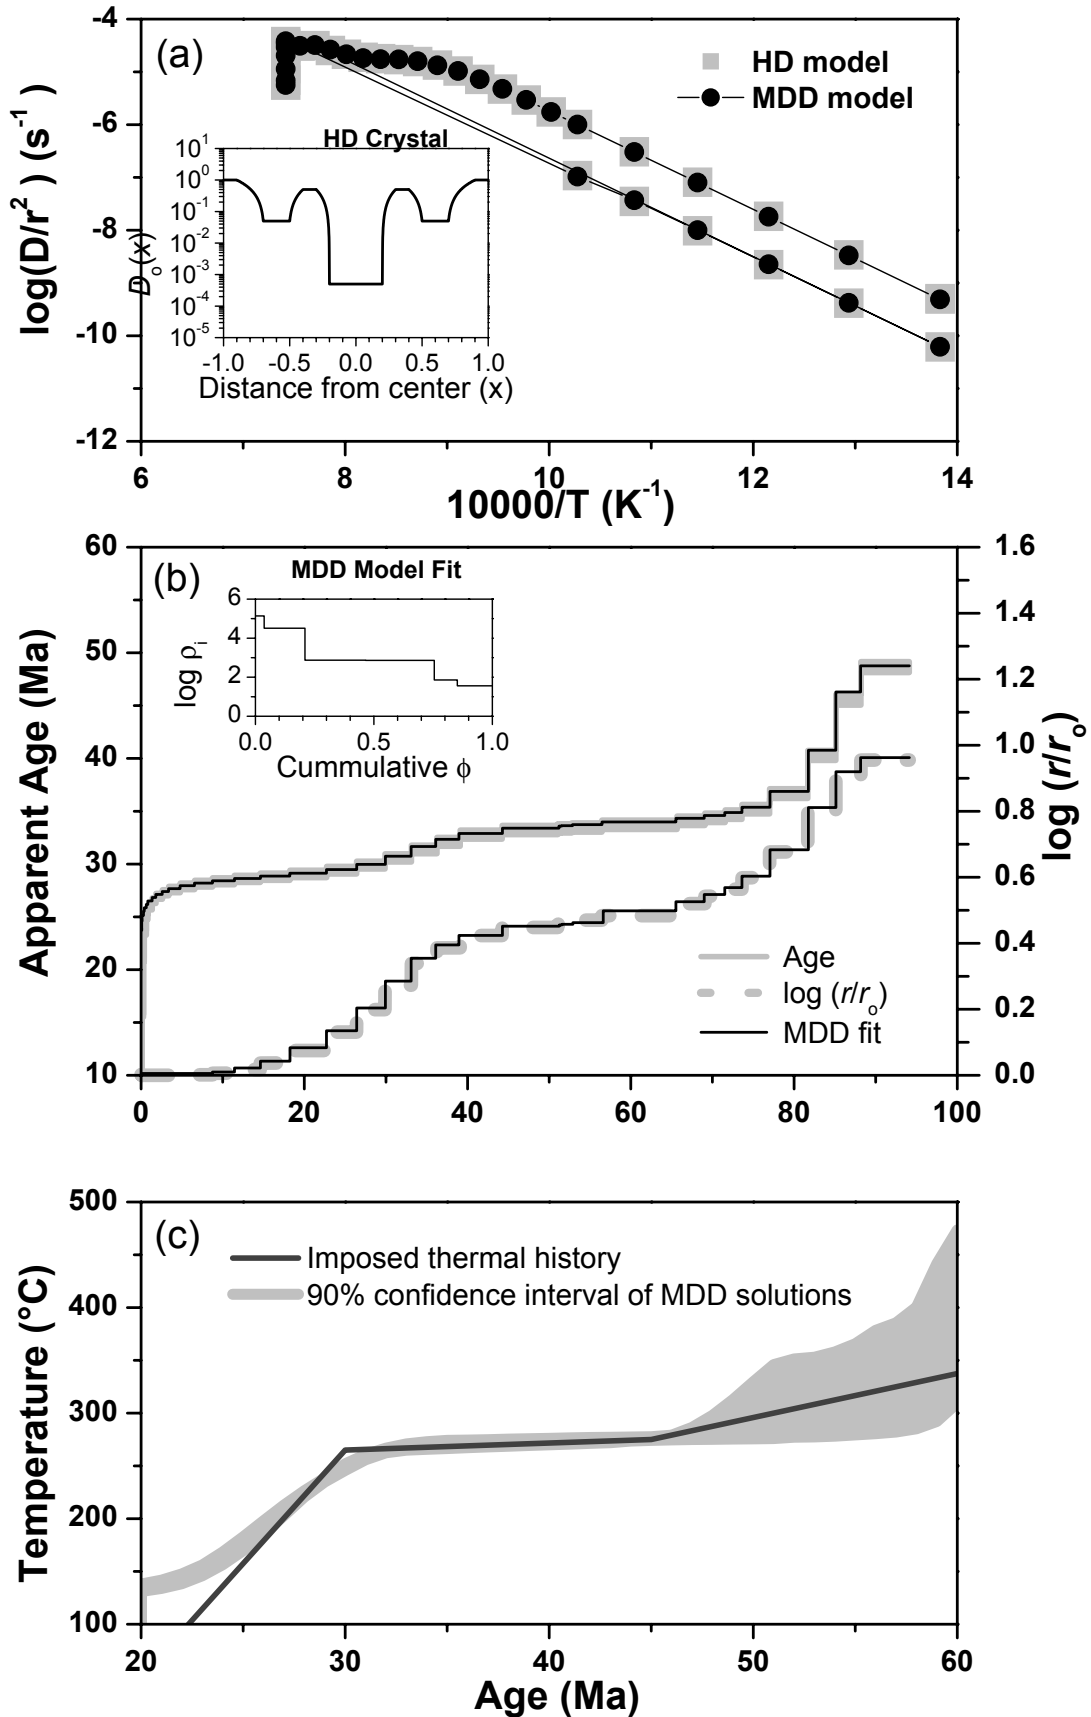 (a)
HD model
MDD model
log(D/r²) (s⁻¹)
-4
-6
-8
-10
-12
HD Crystal
10¹
10⁰
10⁻¹
10⁻²
10⁻³
10⁻⁴
10⁻⁵
Dₒ(x)
-1.0 -0.5 0.0 0.5 1.0
Distance from center (x)
6 8 10 12 14
10000/T (K⁻¹)
(b)
MDD Model Fit
Apparent Age (Ma)
60
50
40
30
20
10
log ρᵢ
6
4
2
0
0.0 0.5 1.0
Cummulative ϕ
1.6
1.4
1.2
1.0
0.8
0.6
0.4
0.2
0.0
log (r/rₒ)
Age
log (r/rₒ)
MDD fit
0 20 40 60 80 100
(c)
Imposed thermal history
90% confidence interval of MDD solutions
Temperature (°C)
500
400
300
200
100
20 30 40 50 60
Age (Ma)